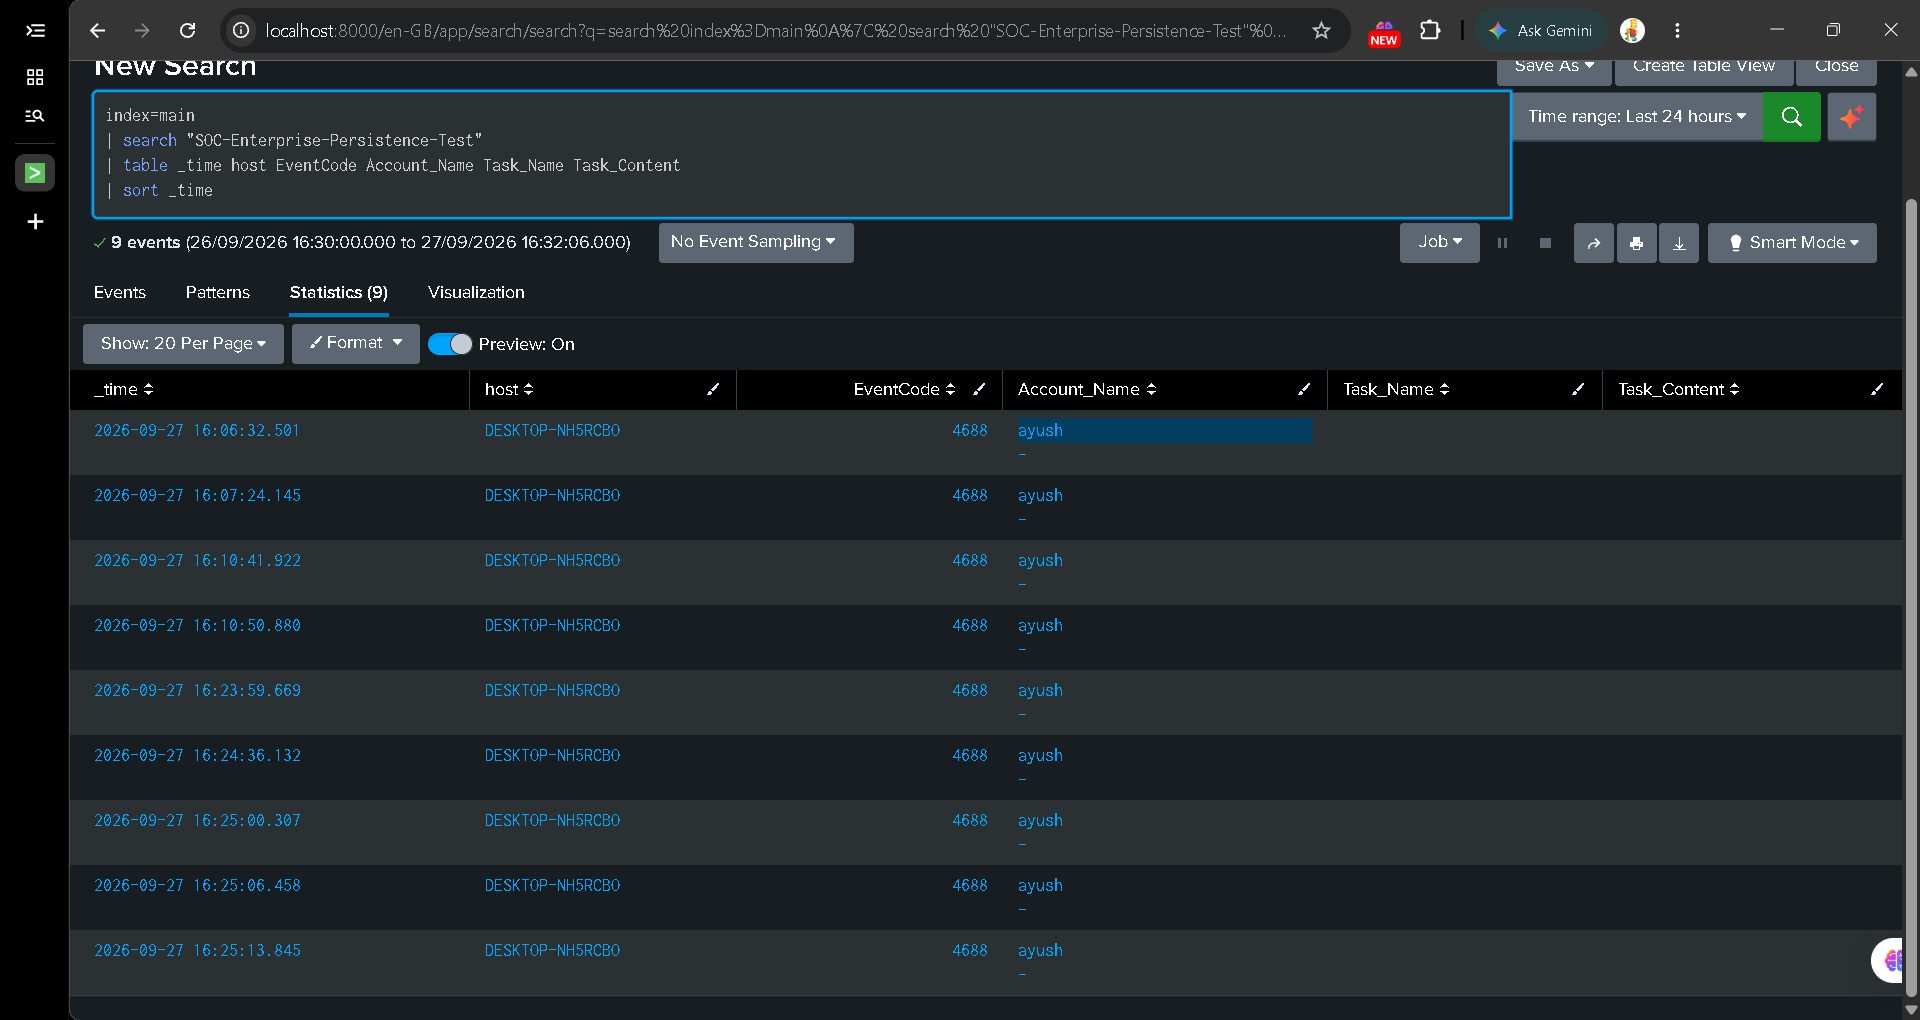 localhost:8000/en-GB/app/search/search?q=search%20index%3Dmain%0A%7C%20search%20"SOC-Enterprise-Persistence-Test"%0...
NEW
Ask Gemini
New Search
Save As
Create Table View
Close
index=main
| search "SOC-Enterprise-Persistence-Test"
| table _time host EventCode Account_Name Task_Name Task_Content
| sort _time
Time range: Last 24 hours
9 events (26/09/2026 16:30:00.000 to 27/09/2026 16:32:06.000)
No Event Sampling
Job
Smart Mode
Events
Patterns
Statistics (9)
Visualization
Show: 20 Per Page
Format
Preview: On
_time host EventCode Account_Name Task_Name Task_Content
2026-09-27 16:06:32.501 DESKTOP-NH5RCBO 4688 ayush
-
2026-09-27 16:07:24.145 DESKTOP-NH5RCBO 4688 ayush
-
2026-09-27 16:10:41.922 DESKTOP-NH5RCBO 4688 ayush
-
2026-09-27 16:10:50.880 DESKTOP-NH5RCBO 4688 ayush
-
2026-09-27 16:23:59.669 DESKTOP-NH5RCBO 4688 ayush
-
2026-09-27 16:24:36.132 DESKTOP-NH5RCBO 4688 ayush
-
2026-09-27 16:25:00.307 DESKTOP-NH5RCBO 4688 ayush
-
2026-09-27 16:25:06.458 DESKTOP-NH5RCBO 4688 ayush
-
2026-09-27 16:25:13.845 DESKTOP-NH5RCBO 4688 ayush
-